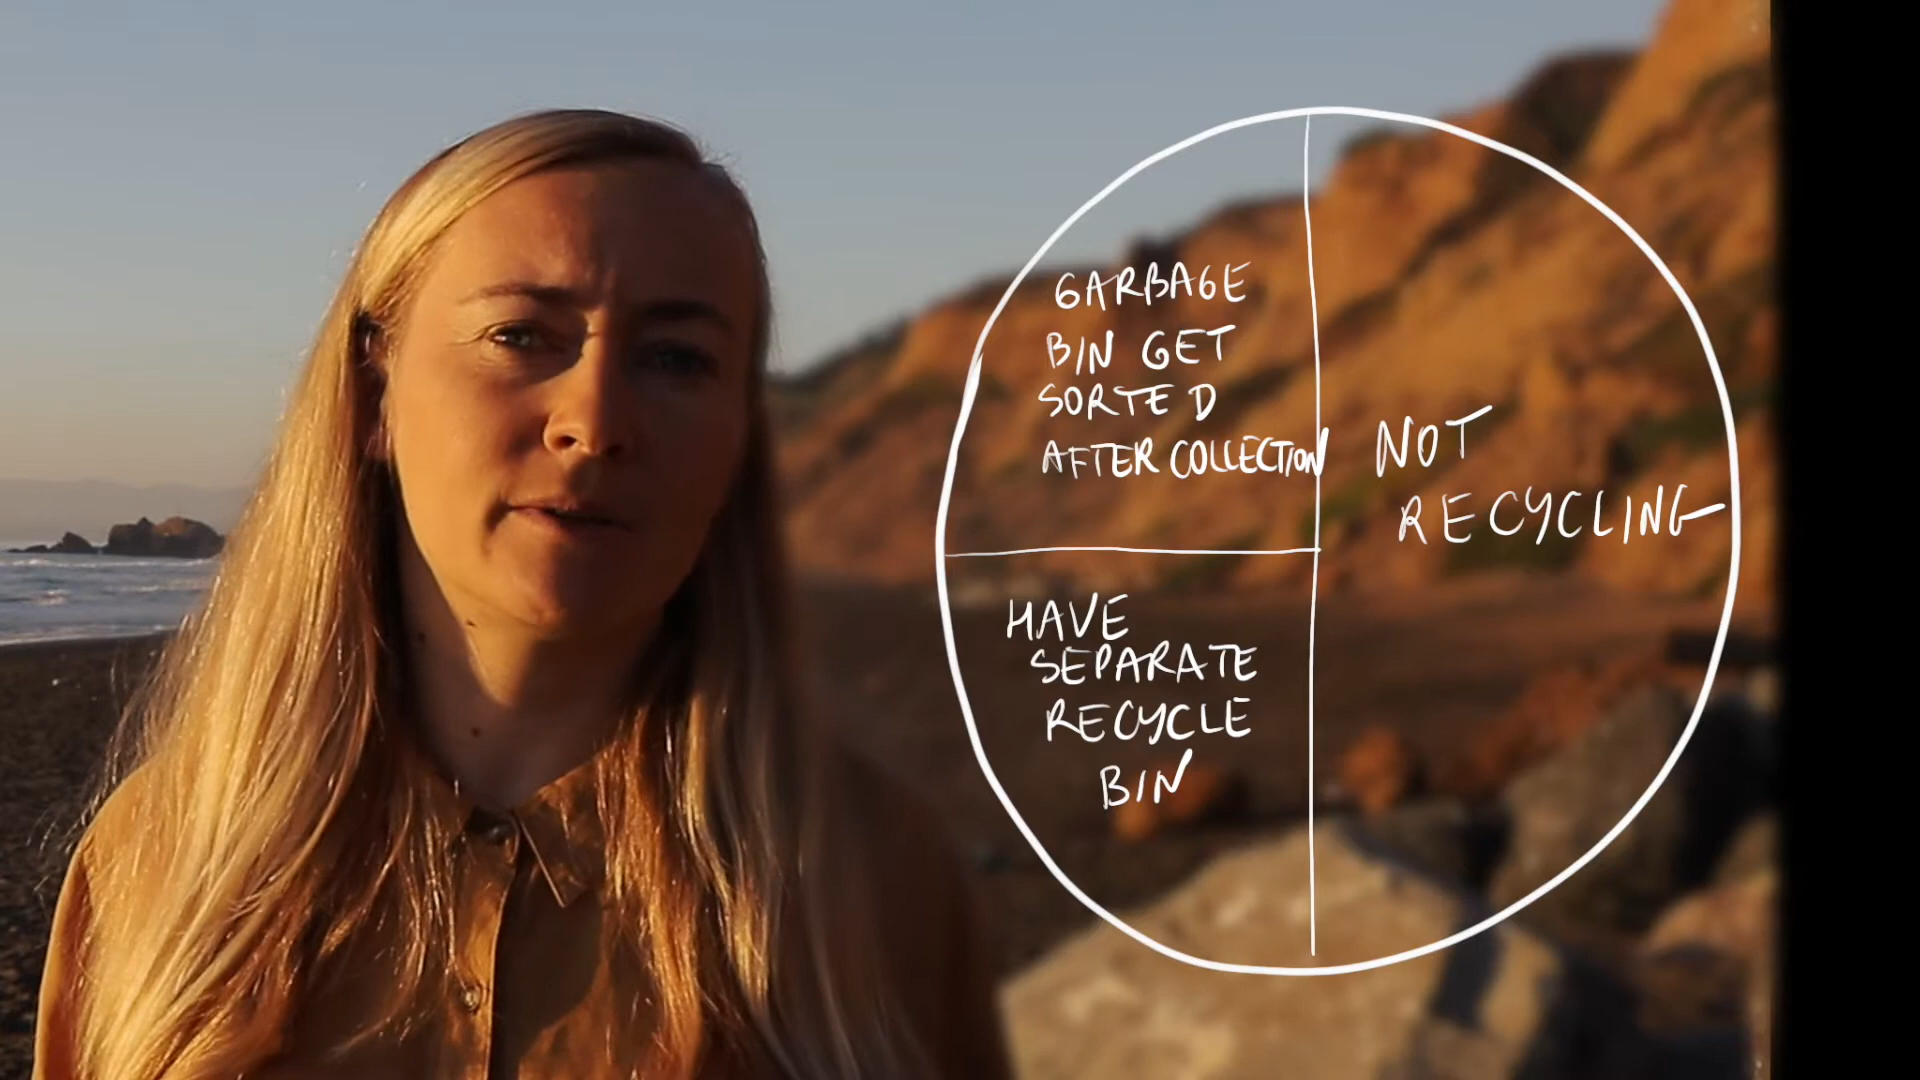 GARBAGE
BIN GET
SORTED
AFTER COLLECTION
NOT
RECYCLING
HAVE
SEPARATE
RECYCLE
BIN